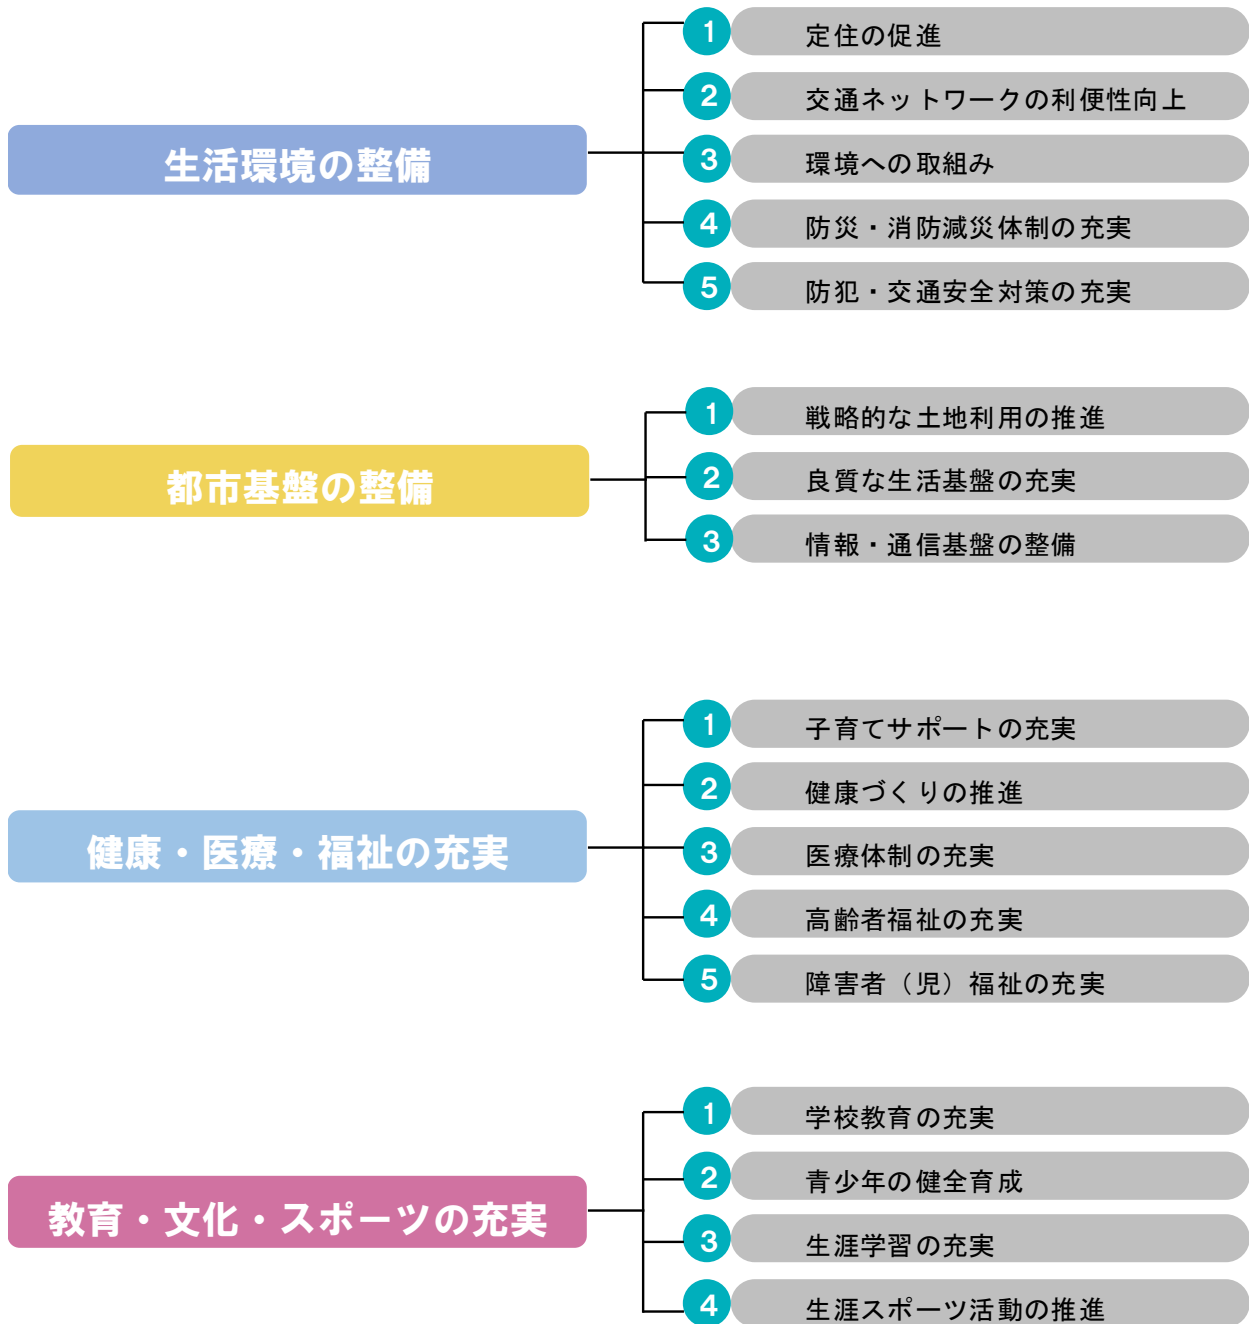 生活環境の整備
1 定住の促進
2 交通ネットワークの利便性向上
3 環境への取組み
4 防災・消防減災体制の充実
5 防犯・交通安全対策の充実
都市基盤の整備
1 戦略的な土地利用の推進
2 良質な生活基盤の充実
3 情報・通信基盤の整備
健康・医療・福祉の充実
1 子育てサポートの充実
2 健康づくりの推進
3 医療体制の充実
4 高齢者福祉の充実
5 障害者（児）福祉の充実
教育・文化・スポーツの充実
1 学校教育の充実
2 青少年の健全育成
3 生涯学習の充実
4 生涯スポーツ活動の推進